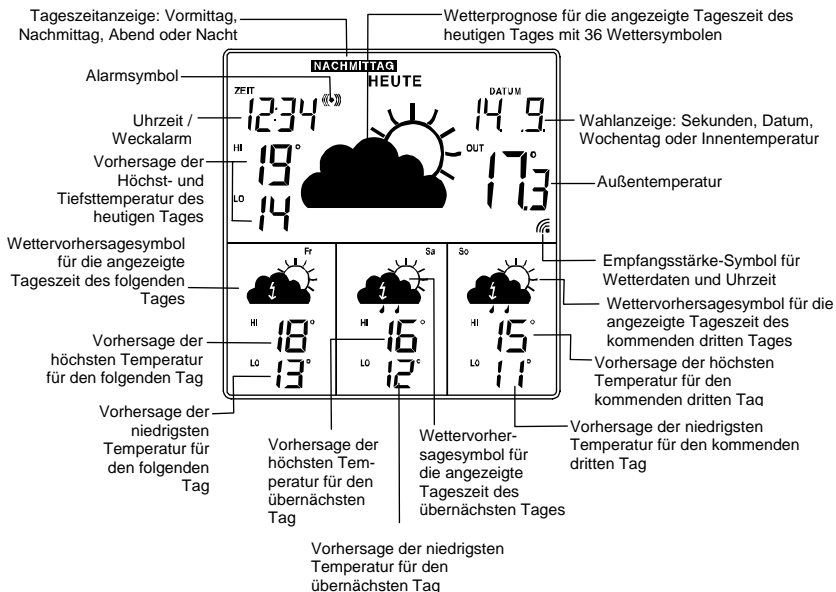 Tageszeitanzeige: Vormittag,
Nachmittag, Abend oder Nacht
Wetterprognose für die angezeigte Tageszeit des
heutigen Tages mit 36 Wettersymbolen
Alarmsymbol
Uhrzeit /
Weckalarm
Vorhersage der
Höchst- und
Tiefsttemperatur des
heutigen Tages
NACHMITTAG
HEUTE
ZEIT
12:34
HI
19°
LO
14
DATUM
14. 9.
OUT
17.3°
Wahlanzeige: Sekunden, Datum,
Wochentag oder Innentemperatur
Außentemperatur
Empfangsstärke-Symbol für
Wetterdaten und Uhrzeit
Wettervorhersagesymbol
für die angezeigte
Tageszeit des folgenden
Tages
Fr
HI
18°
LO
13°
Sa
HI
16°
LO
12°
So
HI
15°
LO
11°
Wettervorhersagesymbol für die
angezeigte Tageszeit des
kommenden dritten Tages
Vorhersage der
höchsten Temperatur
für den folgenden Tag
Vorhersage der höchsten
Temperatur für den
kommenden dritten Tag
Vorhersage der
niedrigsten
Temperatur für
den folgenden
Tag
Vorhersage der
höchsten Tem-
peratur für den
übernächsten
Tag
Wettervorher-
sagesymbol für
die angezeigte
Tageszeit des
übernächsten Tages
Vorhersage der niedrigsten
Temperatur für den kommenden
dritten Tag
Vorhersage der niedrigsten
Temperatur für den
übernächsten Tag